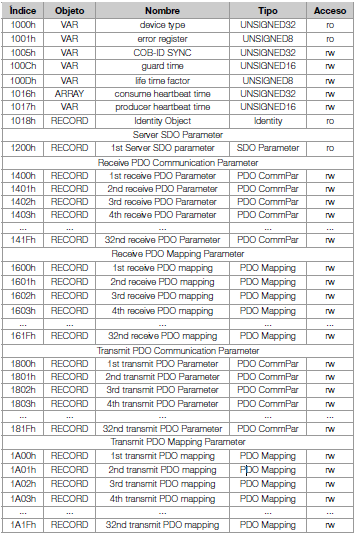 Índice Objeto Nombre Tipo Acceso
1000h VAR device type UNSIGNED32 ro
1001h VAR error register UNSIGNED8 ro
1005h VAR COB-ID SYNC UNSIGNED32 rw
100Ch VAR guard time UNSIGNED16 rw
100Dh VAR life time factor UNSIGNED8 rw
1016h ARRAY consume heartbeat time UNSIGNED32 rw
1017h VAR producer heartbeat time UNSIGNED16 rw
1018h RECORD Identity Object Identity ro
Server SDO Parameter
1200h RECORD 1st Server SDO parameter SDO Parameter ro
Receive PDO Communication Parameter
1400h RECORD 1st receive PDO Parameter PDO CommPar rw
1401h RECORD 2nd receive PDO Parameter PDO CommPar rw
1402h RECORD 3rd receive PDO Parameter PDO CommPar rw
1403h RECORD 4th receive PDO Parameter PDO CommPar rw
... ... ... ... ...
141Fh RECORD 32nd receive PDO Parameter PDO CommPar rw
Receive PDO Mapping Parameter
1600h RECORD 1st receive PDO mapping PDO Mapping rw
1601h RECORD 2nd receive PDO mapping PDO Mapping rw
1602h RECORD 3rd receive PDO mapping PDO Mapping rw
1603h RECORD 4th receive PDO mapping PDO Mapping rw
... ... ... ... ...
161Fh RECORD 32nd receive PDO mapping PDO Mapping rw
Transmit PDO Communication Parameter
1800h RECORD 1st transmit PDO Parameter PDO CommPar rw
1801h RECORD 2nd transmit PDO Parameter PDO CommPar rw
1802h RECORD 3rd transmit PDO Parameter PDO CommPar rw
1803h RECORD 4th transmit PDO Parameter PDO CommPar rw
... ... ... ... ...
181Fh RECORD 32nd transmit PDO Parameter PDO CommPar rw
Transmit PDO Mapping Parameter
1A00h RECORD 1st transmit PDO mapping PDO Mapping rw
1A01h RECORD 2nd transmit PDO mapping PDO Mapping rw
1A02h RECORD 3rd transmit PDO mapping PDO Mapping rw
1A03h RECORD 4th transmit PDO mapping PDO Mapping rw
... ... ... ... ...
1A1Fh RECORD 32nd transmit PDO mapping PDO Mapping rw